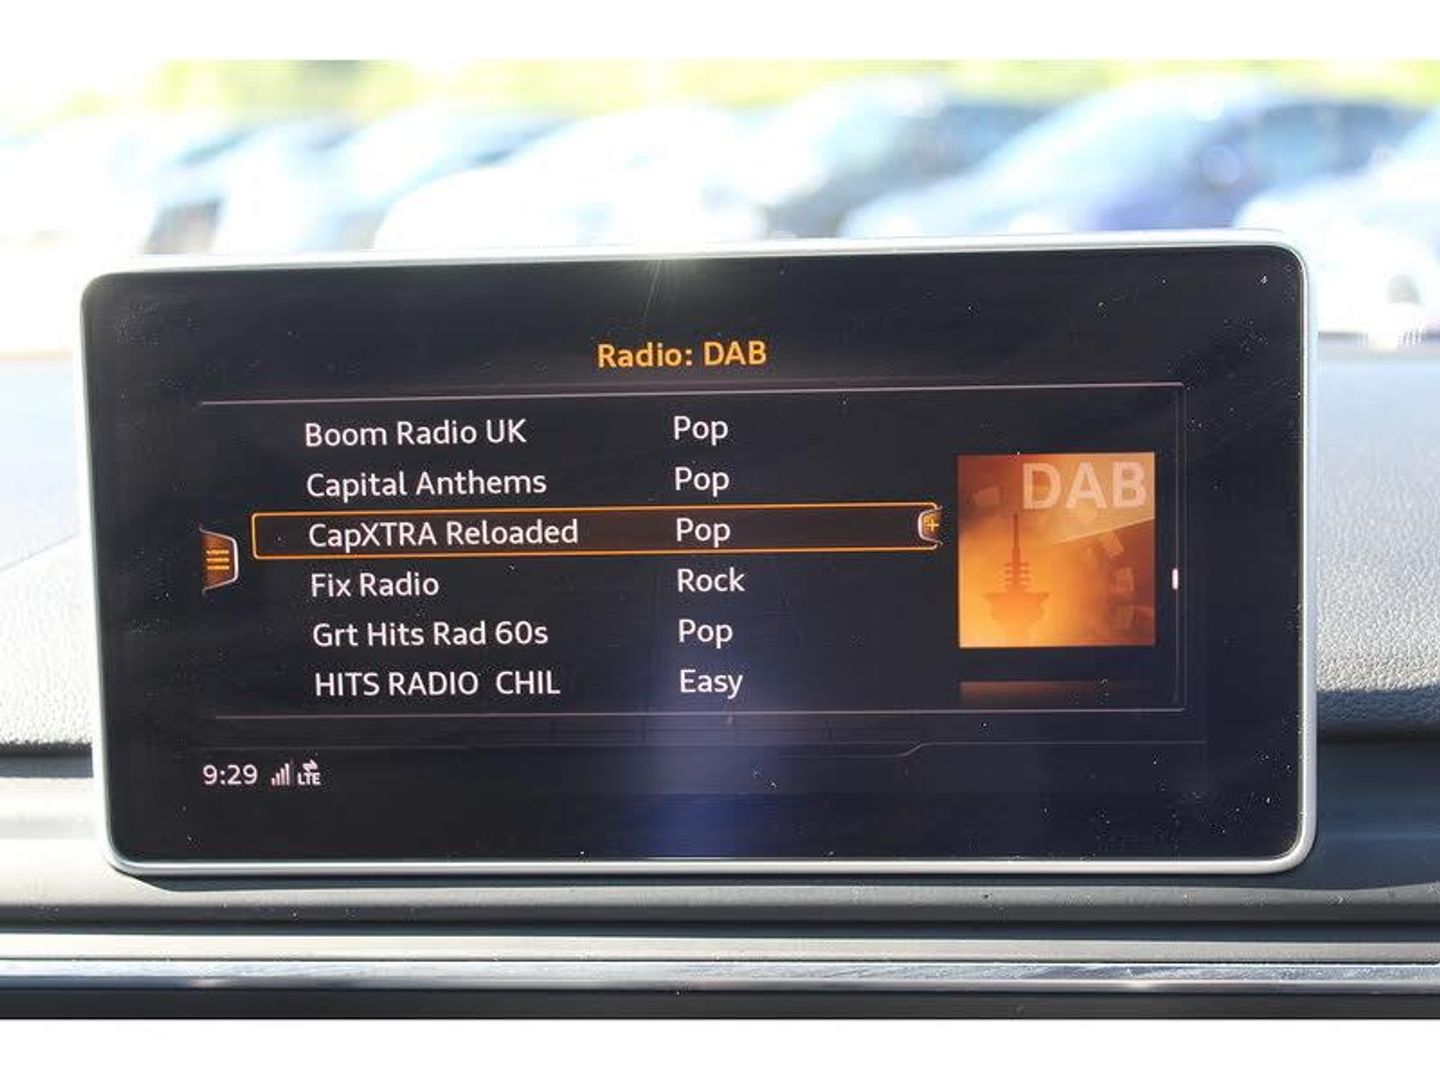 Radio: DAB
Boom Radio UK Pop
Capital Anthems Pop
CapXTRA Reloaded Pop
Fix Radio Rock
Grt Hits Rad 60s Pop
HITS RADIO  CHIL Easy
DAB
9:29 LTE